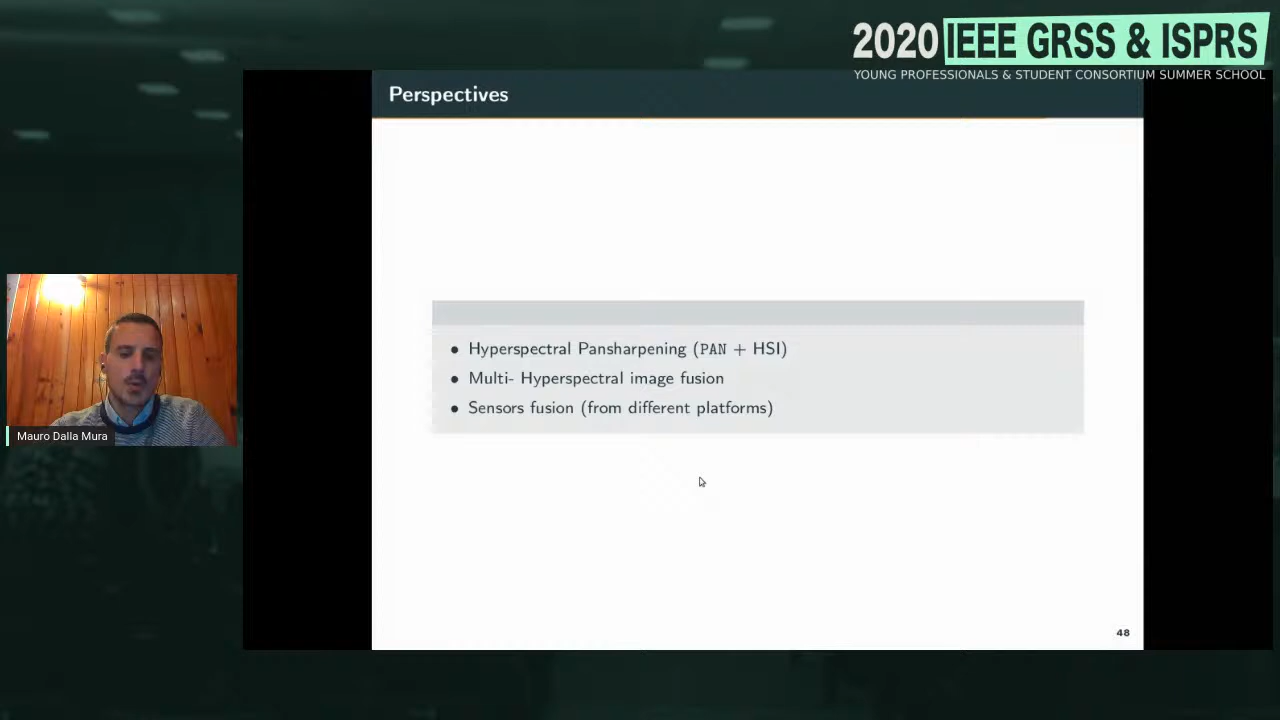 2020 IEEE GRSS & ISPRS
YOUNG PROFESSIONALS & STUDENT CONSORTIUM SUMMER SCHOOL
Perspectives
• Hyperspectral Pansharpening (PAN + HSI)
• Multi- Hyperspectral image fusion
• Sensors fusion (from different platforms)
Mauro Dalla Mura
48